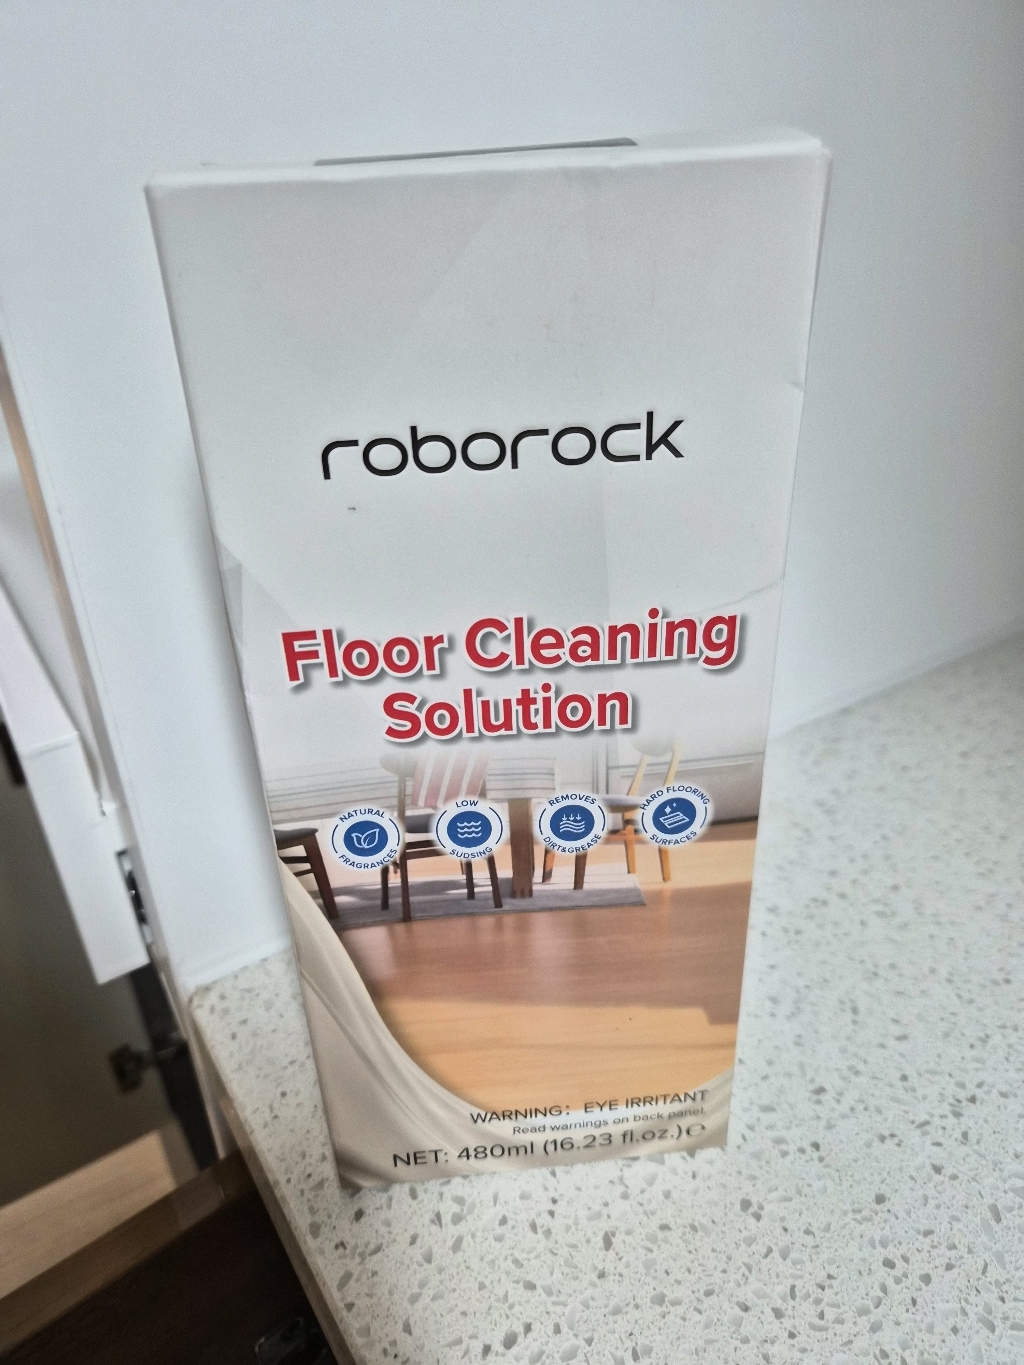 roborock
Floor Cleaning
Solution
NATURAL
FRAGRANCES
LOW
SUDSING
REMOVES
DIRT&GREASE
HARD FLOORING
SURFACES
WARNING: EYE IRRITANT
Read warnings on back panel.
NET: 480ml (16.23 fl.oz.) ℮